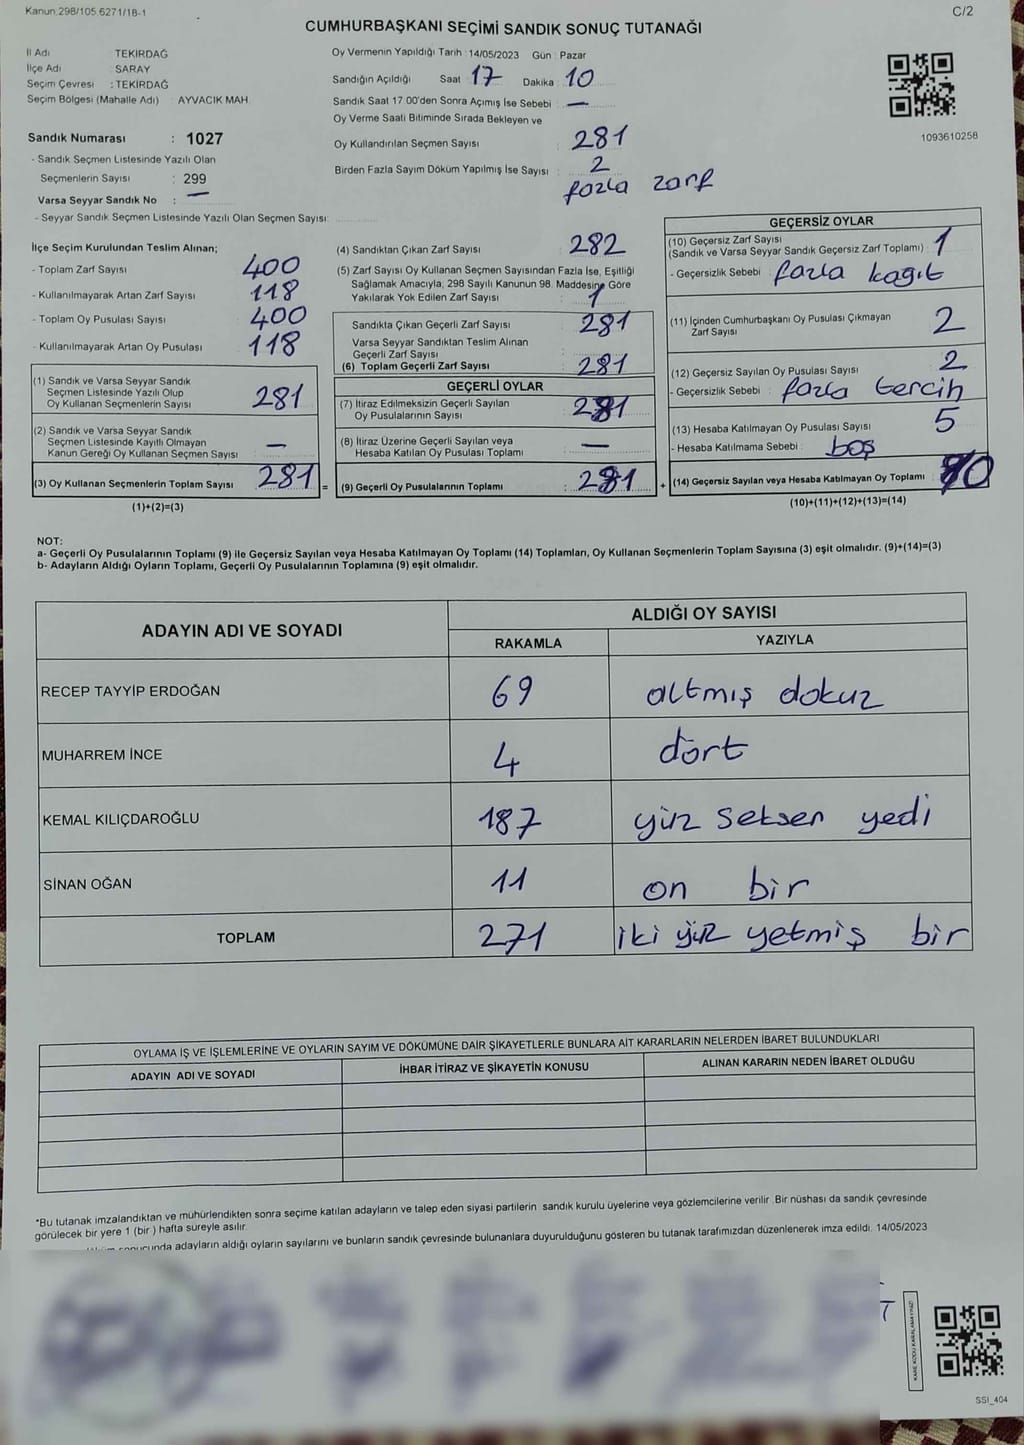 Kanun.298/105.6271/18-1
C/2
CUMHURBAŞKANI SEÇİMİ SANDIK SONUÇ TUTANAĞI
İl Adı TEKİRDAĞ
İlçe Adı SARAY
Seçim Çevresi : TEKİRDAĞ
Seçim Bölgesi (Mahalle Adı) : AYVACIK MAH.
Sandık Numarası : 1027
- Sandık Seçmen Listesinde Yazılı Olan
Seçmenlerin Sayısı : 299
Varsa Seyyar Sandık No : —
- Seyyar Sandık Seçmen Listesinde Yazılı Olan Seçmen Sayısı:
Oy Vermenin Yapıldığı Tarih : 14/05/2023 Gün : Pazar
Sandığın Açıldığı Saat : 17 Dakika : 10
Sandık Saat 17 00'den Sonra Açımış İse Sebebi : —
Oy Verme Saati Bitiminde Sırada Bekleyen ve
Oy Kullandırılan Seçmen Sayısı : 281
Birden Fazla Sayım Döküm Yapılmış İse Sayısı : 2
fazla zarf
1093610258
İlçe Seçim Kurulundan Teslim Alınan;
- Toplam Zarf Sayısı : 400
- Kullanılmayarak Artan Zarf Sayısı : 118
- Toplam Oy Pusulası Sayısı : 400
- Kullanılmayarak Artan Oy Pusulası : 118
(1) Sandık ve Varsa Seyyar Sandık
Seçmen Listesinde Yazılı Olup
Oy Kullanan Seçmenlerin Sayısı : 281
(2) Sandık ve Varsa Seyyar Sandık
Seçmen Listesinde Kayıtlı Olmayan
Kanun Gereği Oy Kullanan Seçmen Sayısı : —
(3) Oy Kullanan Seçmenlerin Toplam Sayısı : 281 =
(1)+(2)=(3)
(4) Sandıktan Çıkan Zarf Sayısı : 282
(5) Zarf Sayısı Oy Kullanan Seçmen Sayısından Fazla İse, Eşitliği
Sağlamak Amacıyla, 298 Sayılı Kanunun 98. Maddesine Göre
Yakılarak Yok Edilen Zarf Sayısı : 1
Sandıkta Çıkan Geçerli Zarf Sayısı : 281
Varsa Seyyar Sandıktan Teslim Alınan
Geçerli Zarf Sayısı :
(6) Toplam Geçerli Zarf Sayısı : 281
GEÇERLİ OYLAR
(7) İtiraz Edilmeksizin Geçerli Sayılan
Oy Pusulalarının Sayısı : 281
(8) İtiraz Üzerine Geçerli Sayılan veya
Hesaba Katılan Oy Pusulası Toplamı : —
(9) Geçerli Oy Pusulalarının Toplamı : 281 +
GEÇERSİZ OYLAR
(10) Geçersiz Zarf Sayısı
(Sandık ve Varsa Seyyar Sandık Geçersiz Zarf Toplamı) : 1
- Geçersizlik Sebebi : fazla kagıt
(11) İçinden Cumhurbaşkanı Oy Pusulası Çıkmayan
Zarf Sayısı : 2
(12) Geçersiz Sayılan Oy Pusulası Sayısı : 2
- Geçersizlik Sebebi : fazla tercih
(13) Hesaba Katılmayan Oy Pusulası Sayısı : 5
- Hesaba Katılmama Sebebi : boş
(14) Geçersiz Sayılan veya Hesaba Katılmayan Oy Toplamı : 10
(10)+(11)+(12)+(13)=(14)
NOT:
a- Geçerli Oy Pusulalarının Toplamı (9) ile Geçersiz Sayılan veya Hesaba Katılmayan Oy Toplamı (14) Toplamları, Oy Kullanan Seçmenlerin Toplam Sayısına (3) eşit olmalıdır. (9)+(14)=(3)
b- Adayların Aldığı Oyların Toplamı, Geçerli Oy Pusulalarının Toplamına (9) eşit olmalıdır.
ADAYIN ADI VE SOYADI
ALDIĞI OY SAYISI
RAKAMLA YAZIYLA
RECEP TAYYİP ERDOĞAN 69 altmış dokuz
MUHARREM İNCE 4 dört
KEMAL KILIÇDAROĞLU 187 yüz seksen yedi
SİNAN OĞAN 11 on bir
TOPLAM 271 iki yüz yetmiş bir
OYLAMA İŞ VE İŞLEMLERİNE VE OYLARIN SAYIM VE DÖKÜMÜNE DAİR ŞİKAYETLERLE BUNLARA AİT KARARLARIN NELERDEN İBARET BULUNDUKLARI
ADAYIN ADI VE SOYADI İHBAR İTİRAZ VE ŞİKAYETİN KONUSU ALINAN KARARIN NEDEN İBARET OLDUĞU
*Bu tutanak imzalandıktan ve mühürlendikten sonra seçime katılan adayların ve talep eden siyasi partilerin sandık kurulu üyelerine veya gözlemcilerine verilir .Bir nüshası da sandık çevresinde
görülecek bir yere 1 (bir ) hafta süreyle asılır.
sonucunda adayların aldığı oyların sayılarını ve bunların sandık çevresinde bulunanlara duyurulduğunu gösteren bu tutanak tarafımızdan düzenlenerek imza edildi. 14/05/2023
KARE KODU KARALAMAYINIZ!
SSI_404